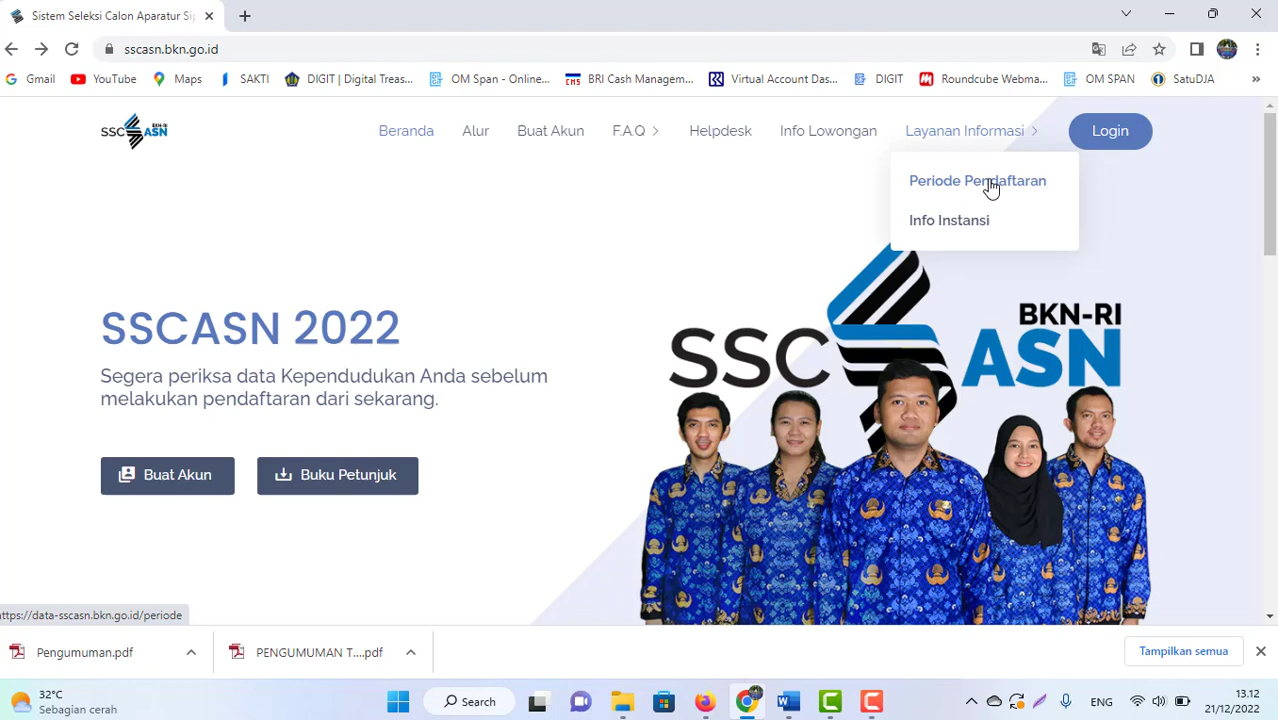 Sistem Seleksi Calon Aparatur Sip
sscasn.bkn.go.id
Gmail YouTube Maps SAKTI DIGIT | Digital Treas... OM Span - Online... CMS BRI Cash Managem... Virtual Account Das... DIGIT Roundcube Webma... OM SPAN SatuDJA »
SSCASN Beranda Alur Buat Akun F.A.Q Helpdesk Info Lowongan Layanan Informasi Login
Periode Pendaftaran
Info Instansi
SSCASN 2022
Segera periksa data Kependudukan Anda sebelum
melakukan pendaftaran dari sekarang.
Buat Akun Buku Petunjuk
BKN-RI
SSC ASN
https://data-sscasn.bkn.go.id/periode
Pengumuman.pdf PENGUMUMAN T....pdf Tampilkan semua
32°C
Sebagian cerah
Search
ENG
13.12
21/12/2022